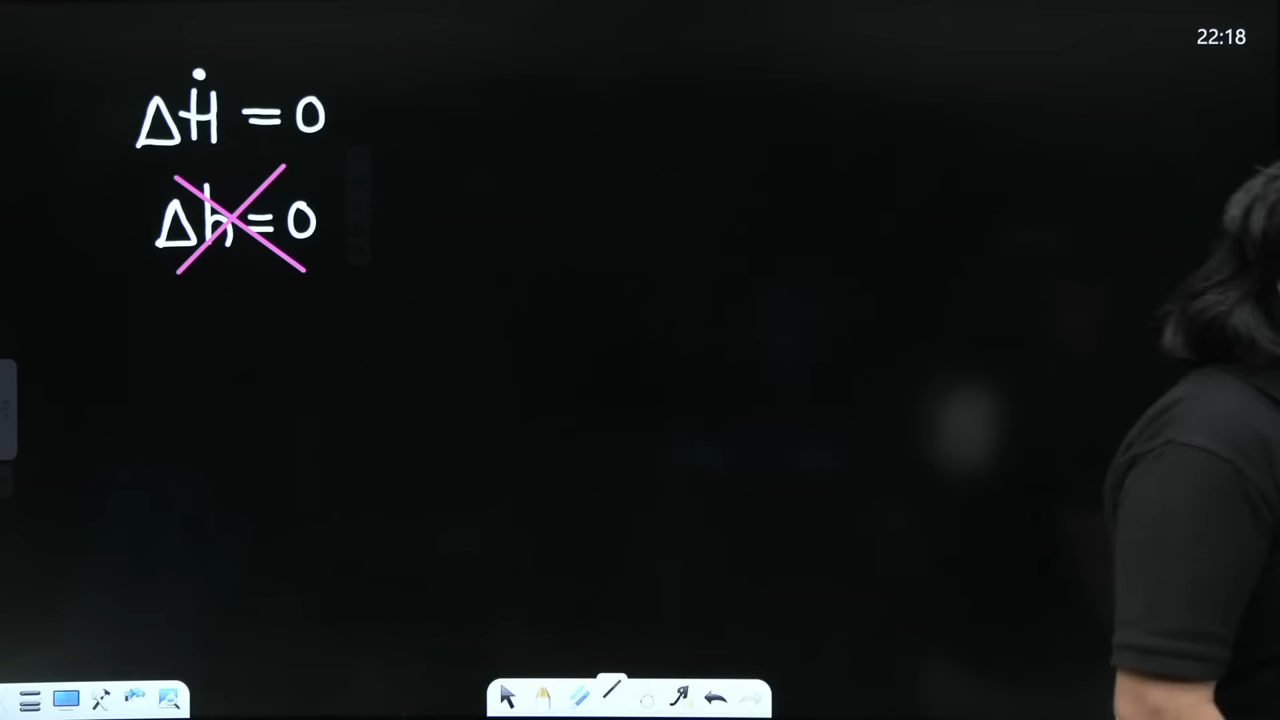 22:18
ΔḢ = 0
Δh = 0